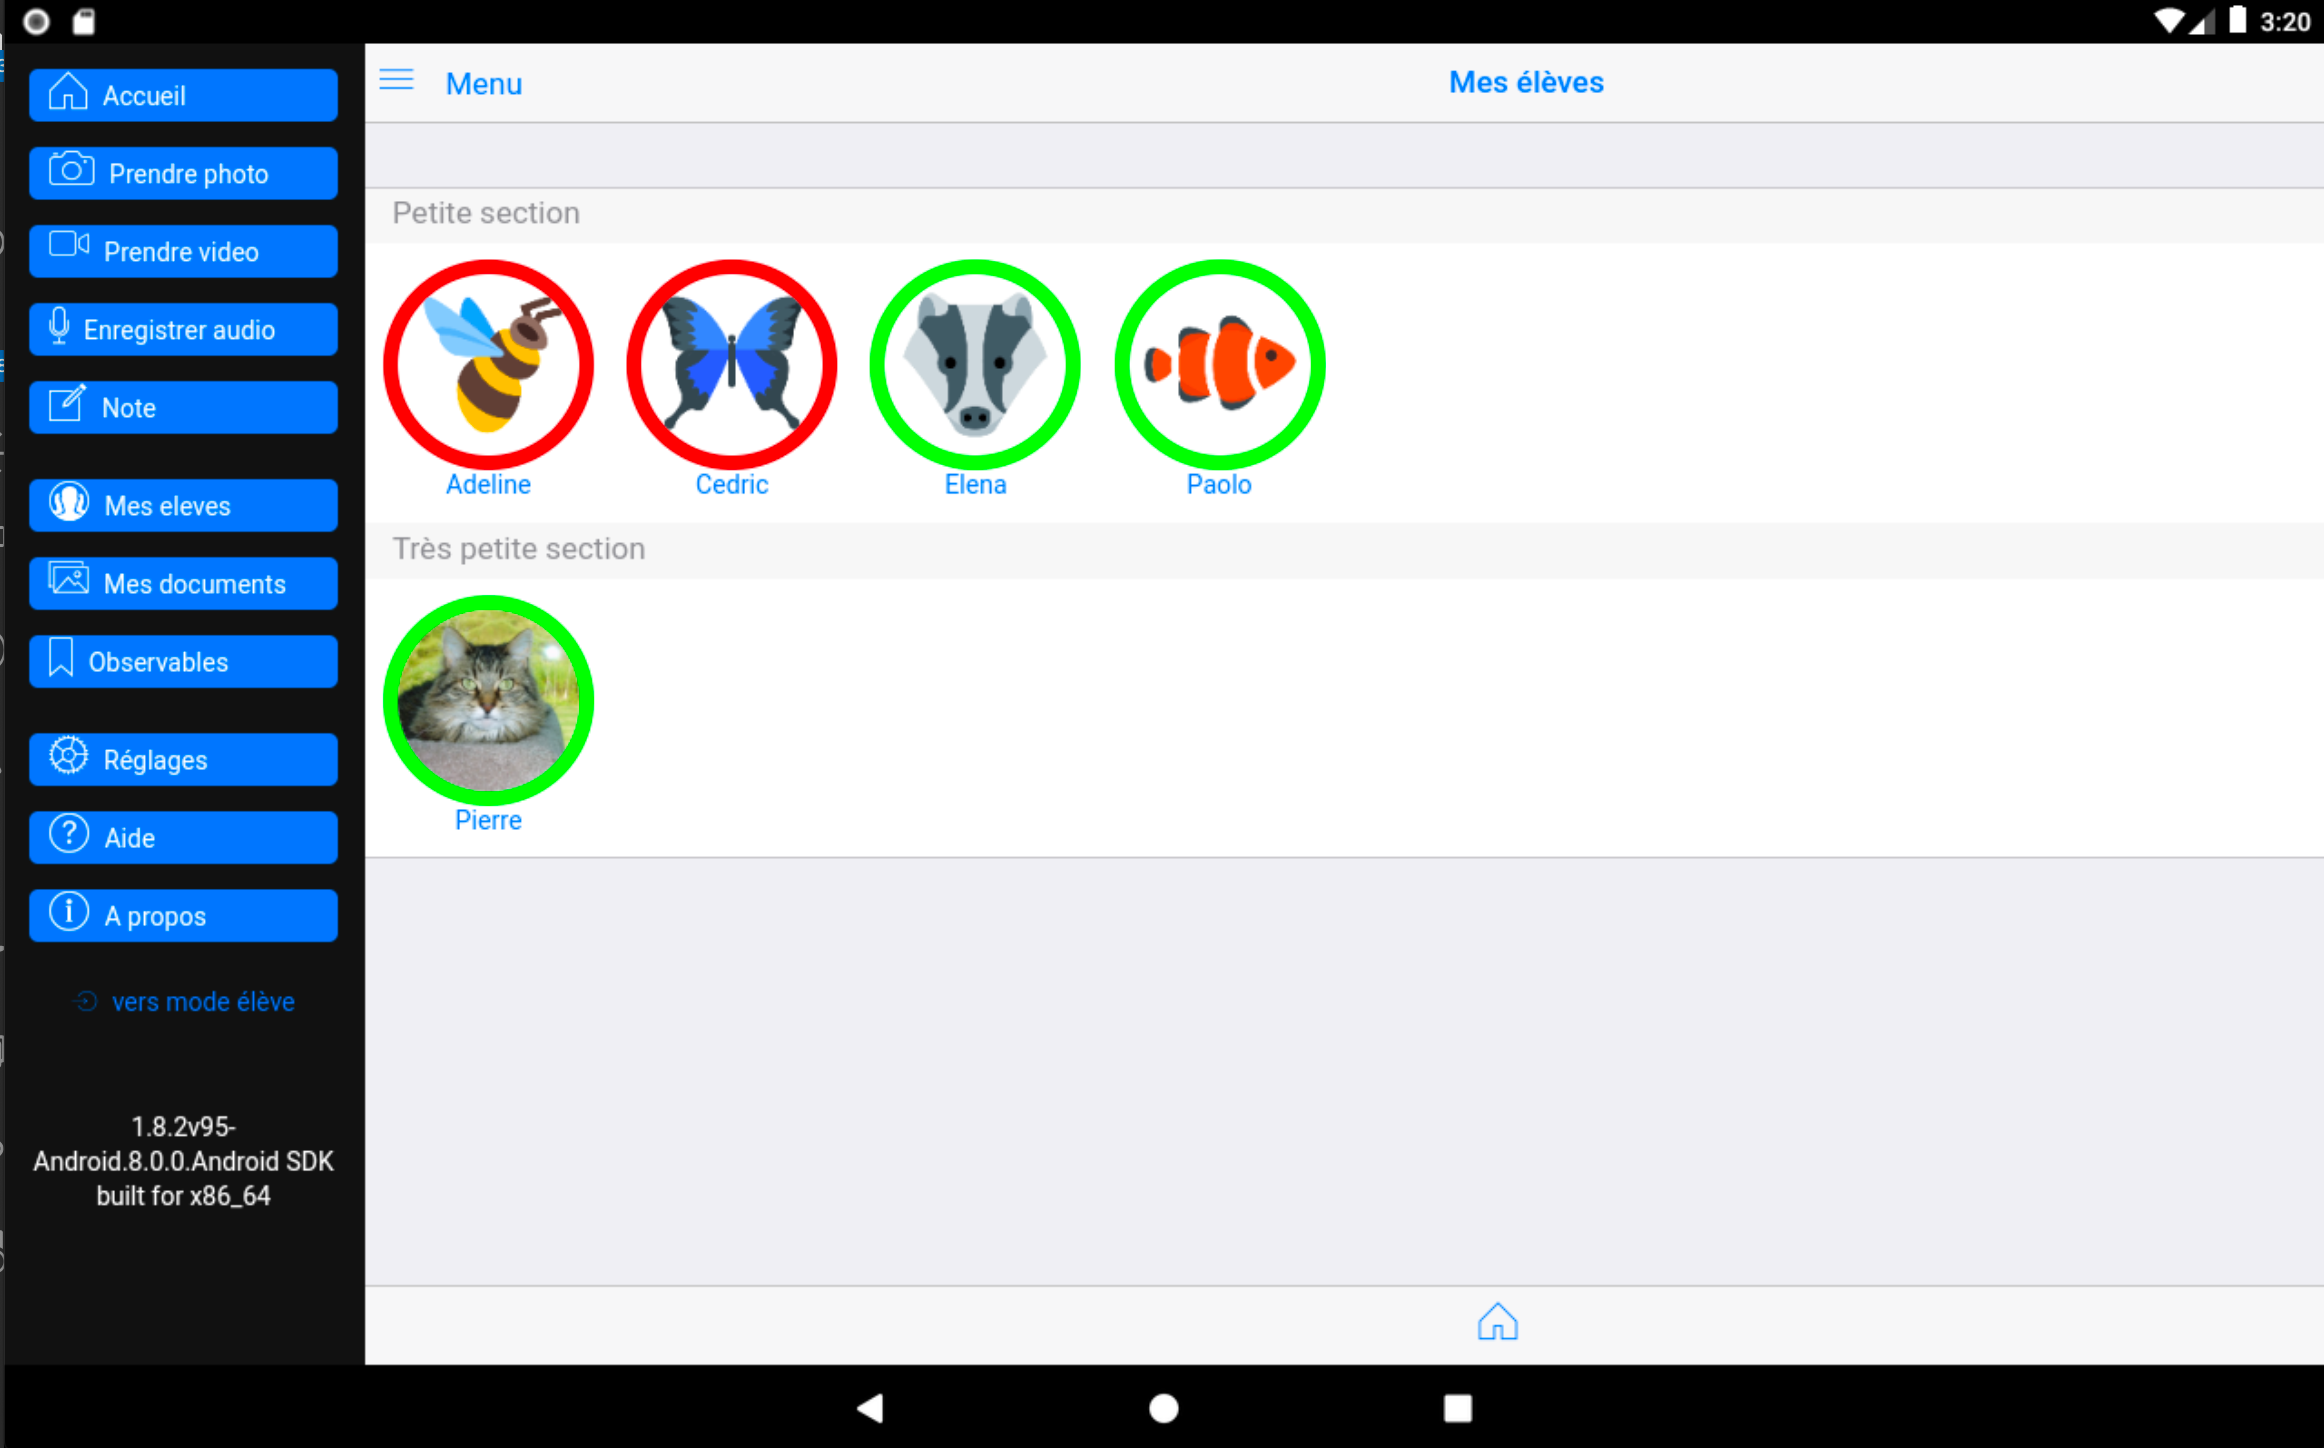 3:20
Accueil
Prendre photo
Prendre video
Enregistrer audio
Note
Mes eleves
Mes documents
Observables
Réglages
Aide
A propos
vers mode élève
1.8.2v95-
Android.8.0.0.Android SDK
built for x86_64
Menu
Mes élèves
Petite section
Adeline
Cedric
Elena
Paolo
Très petite section
Pierre